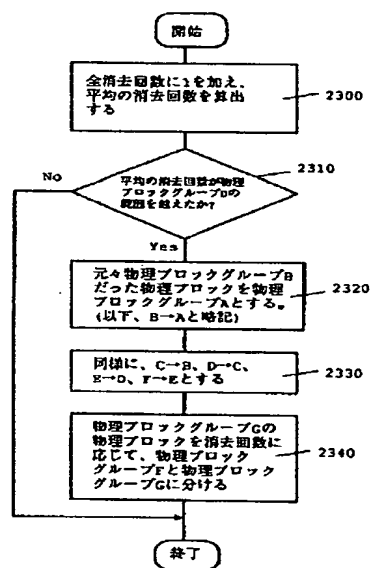 開始
全消去回数に1を加え、
平均の消去回数を算出
する
2300
2310
No
平均の消去回数が物理
ブロックグループDの
範囲を越えたか?
Yes
元々物理ブロックグループB
だった物理ブロックを物理
ブロックグループAとする。
(以下、B→Aと略記)
2320
同様に、C→B、D→C、
E→D、F→Eとする
2330
物理ブロックグループGの
物理ブロックを消去回数に
応じて、物理ブロック
グループFと物理ブロック
グループGに分ける
2340
終了